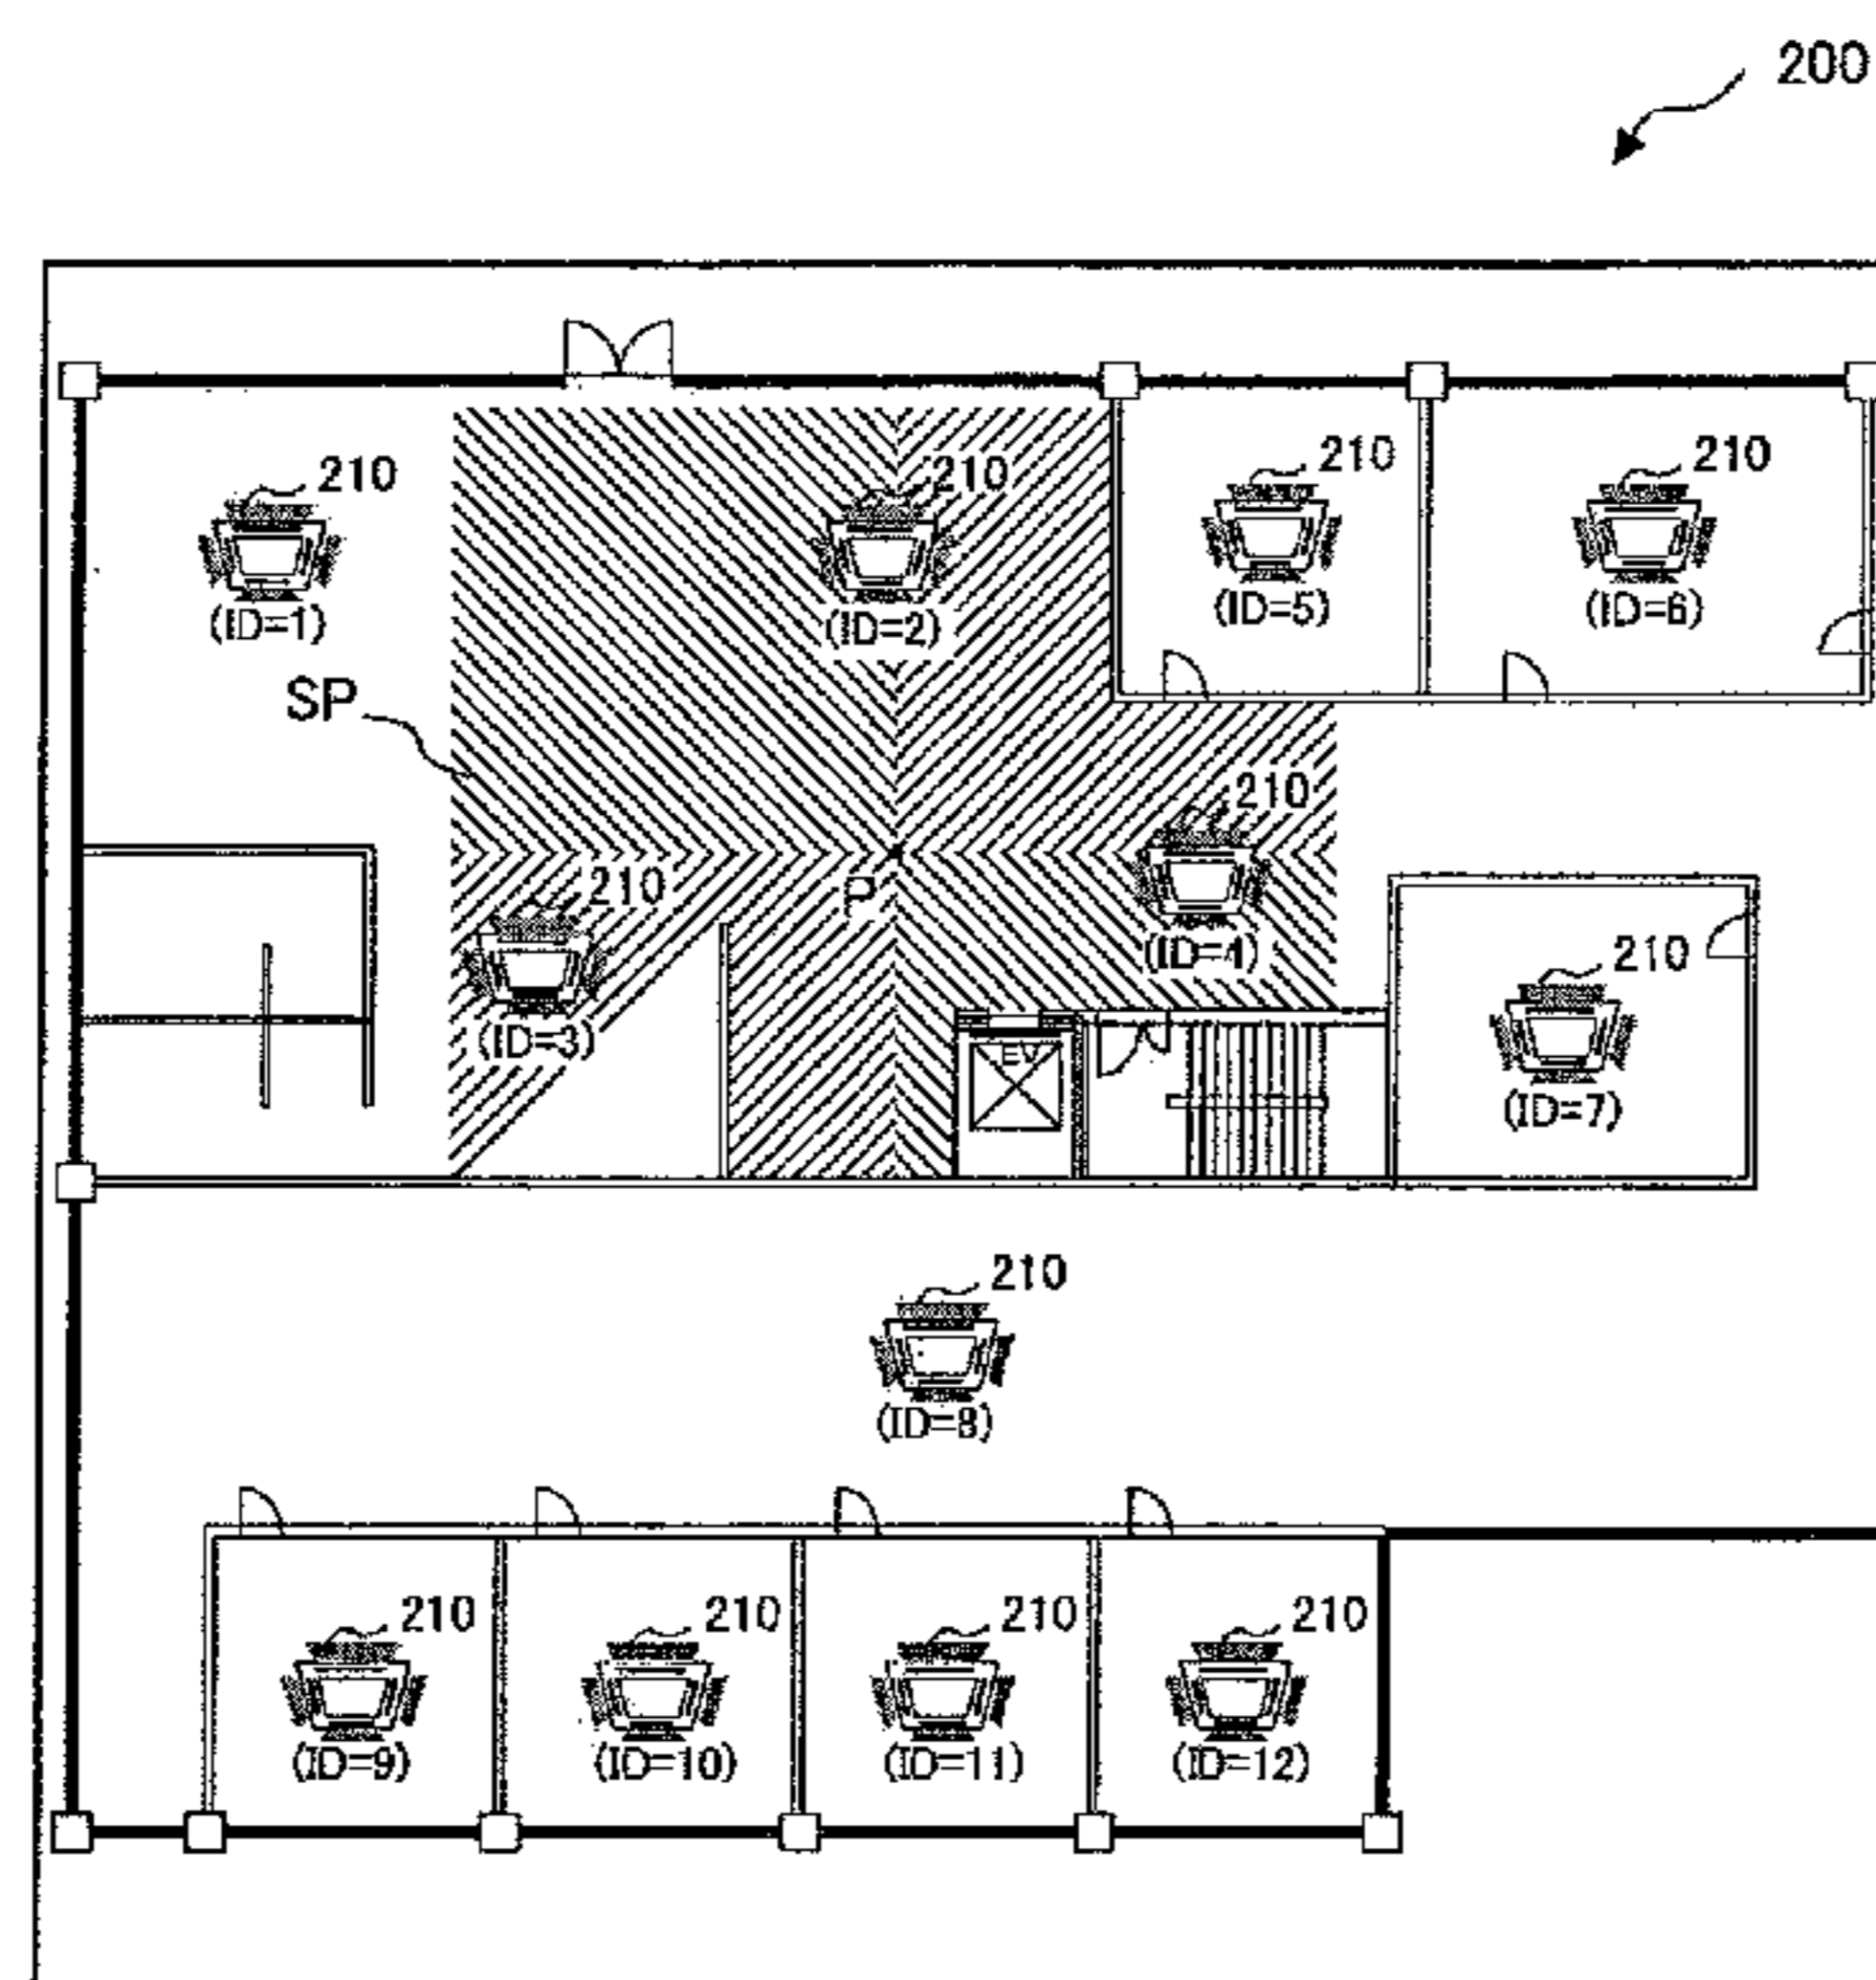 200
210
210
210
210
(ID=5)
(ID=6)
(ID=1)
(ID=2)
SP
210
210
P
210
(ID=4)
(ID=3)
EV
(ID=7)
210
(ID=8)
210
210
210
210
(ID=9)
(ID=10)
(ID=11)
(ID=12)